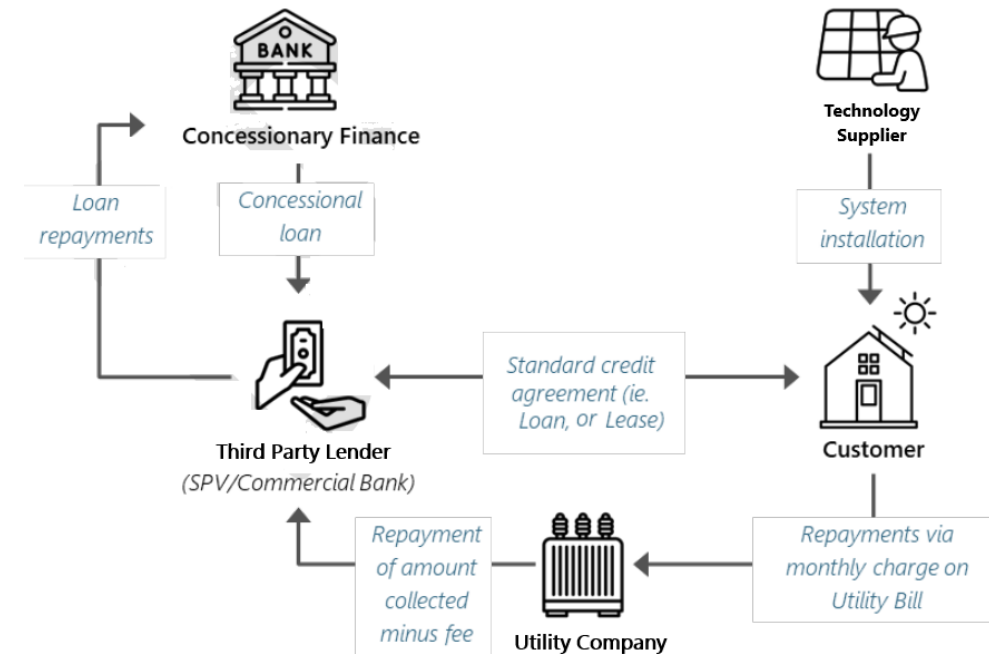 BANK
Concessionary Finance
Technology
Supplier
Loan
repayments
Concessional
loan
System
installation
Standard credit
agreement (ie.
Loan, or Lease)
Third Party Lender
(SPV/Commercial Bank)
Customer
Repayment
of amount
collected
minus fee
Repayments via
monthly charge on
Utility Bill
Utility Company